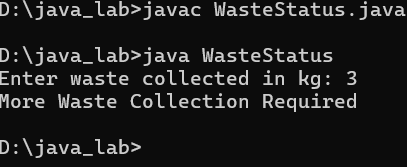 D:\java_lab>javac WasteStatus.java
D:\java_lab>java WasteStatus
Enter waste collected in kg: 3
More Waste Collection Required
D:\java_lab>